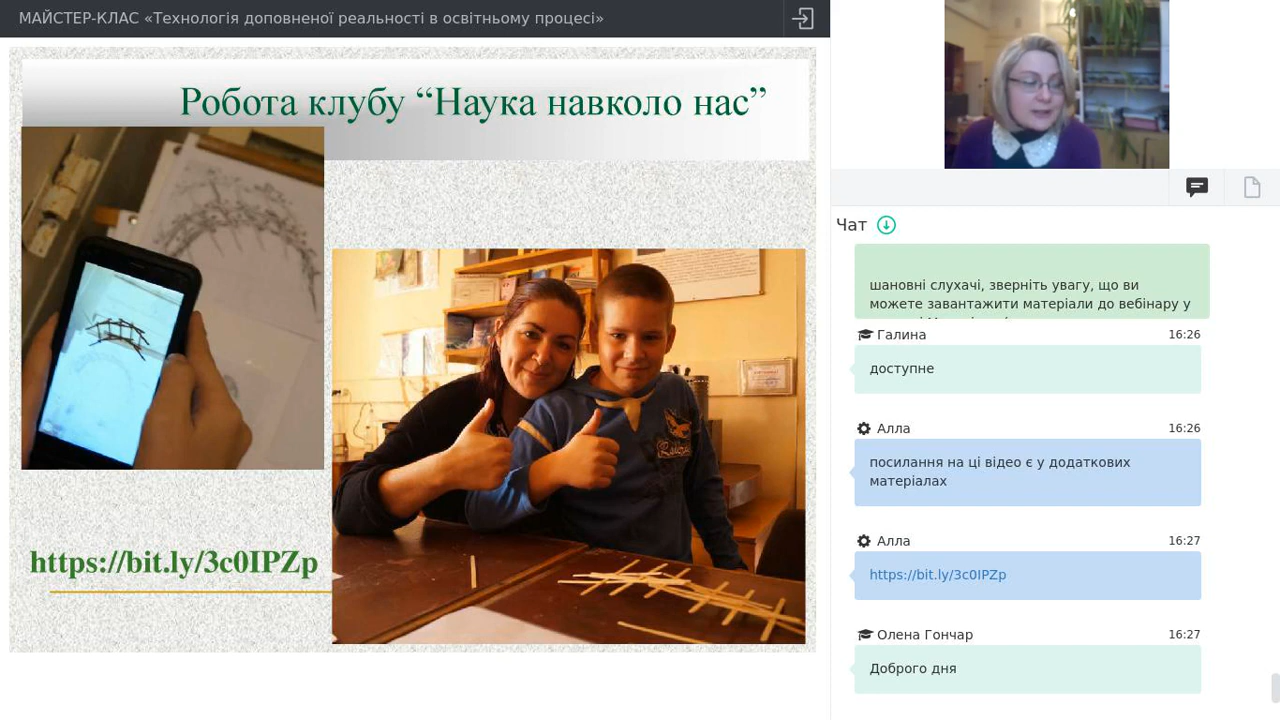 МАЙСТЕР-КЛАС «Технологія доповненої реальності в освітньому процесі»
Робота клубу “Наука навколо нас”
https://bit.ly/3c0IPZp
Чат
шановні слухачі, зверніть увагу, що ви
можете завантажити матеріали до вебінару у
Галина 16:26
доступне
Алла 16:26
посилання на ці відео є у додаткових
матеріалах
Алла 16:27
https://bit.ly/3c0IPZp
Олена Гончар 16:27
Доброго дня